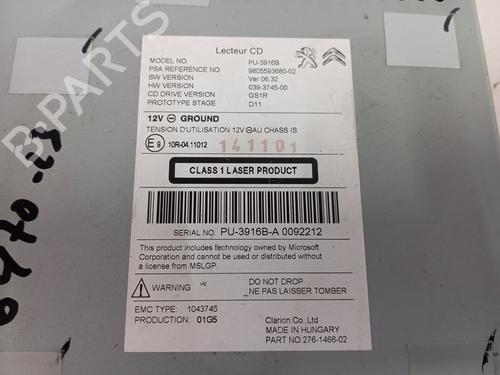 Lecteur CD
MODEL NO. PU-3916B
PSA REFERENCE NO. 9805593680-02
SW VERSION Ver 06.32
HW VERSION 039-3745-00
CD DRIVE VERSION GS1R
PROTOTYPE STAGE D11
12V ⊖ GROUND
TENSION D'UTILISATION 12V ⊖AU CHASS IS
E9 10R-04.11012 141101
CLASS 1 LASER PRODUCT
SERIAL NO. PU-3916B-A 0092212
This product includes technology owned by Microsoft
Corporation and cannot be used or distributed without
a license from MSLGP.
WARNING
DO NOT DROP
NE PAS LAISSER TOMBER
EMC TYPE: 1043745
PRODUCTION: 01G5
Clarion Co.,Ltd
MADE IN HUNGARY
PART NO.276-1466-02
BPARTS